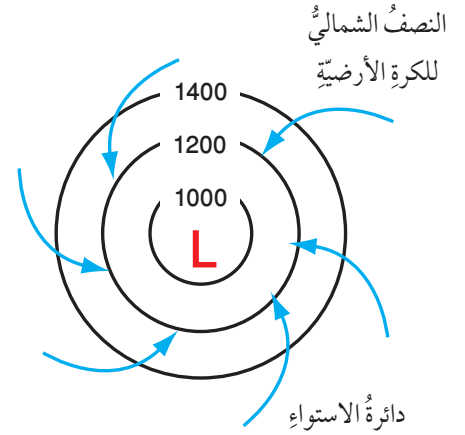 النصفُ الشماليُّ
للكرةِ الأرضيّةِ
1400
1200
1000
L
دائرةُ الاستواءِ